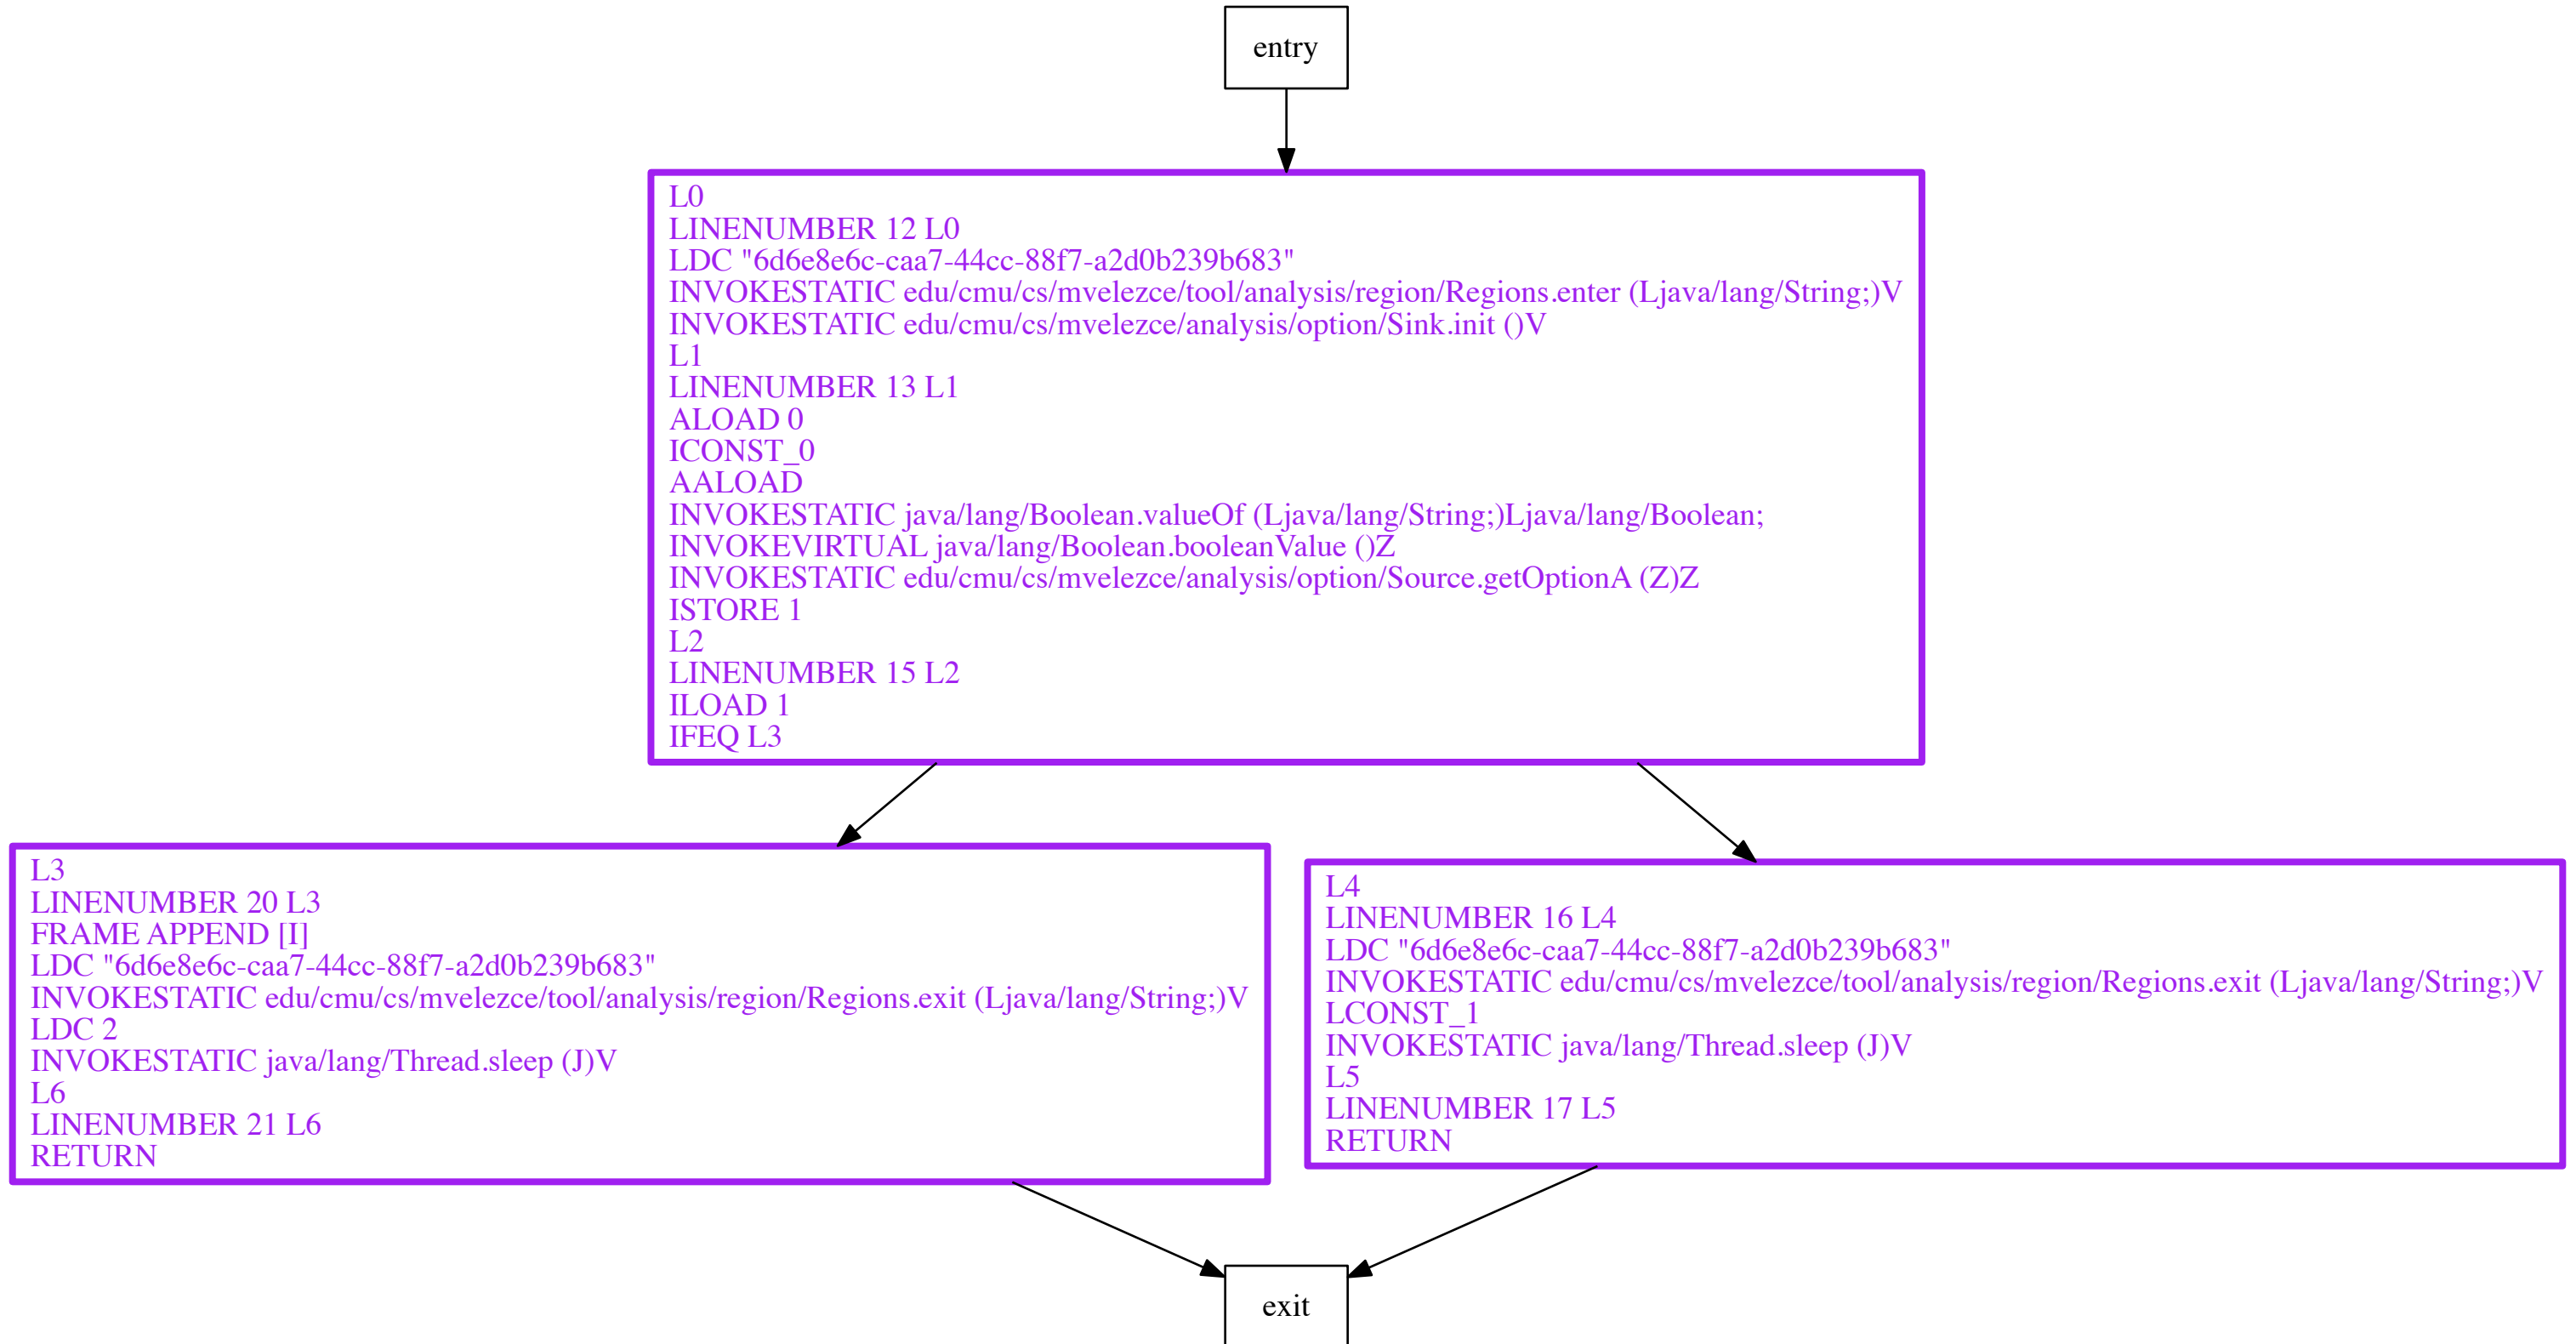 entry
L0
LINENUMBER 12 L0
LDC "6d6e8e6c-caa7-44cc-88f7-a2d0b239b683"
INVOKESTATIC edu/cmu/cs/mvelezce/tool/analysis/region/Regions.enter (Ljava/lang/String;)V
INVOKESTATIC edu/cmu/cs/mvelezce/analysis/option/Sink.init ()V
L1
LINENUMBER 13 L1
ALOAD 0
ICONST_0
AALOAD
INVOKESTATIC java/lang/Boolean.valueOf (Ljava/lang/String;)Ljava/lang/Boolean;
INVOKEVIRTUAL java/lang/Boolean.booleanValue ()Z
INVOKESTATIC edu/cmu/cs/mvelezce/analysis/option/Source.getOptionA (Z)Z
ISTORE 1
L2
LINENUMBER 15 L2
ILOAD 1
IFEQ L3
L3
LINENUMBER 20 L3
FRAME APPEND [I]
LDC "6d6e8e6c-caa7-44cc-88f7-a2d0b239b683"
INVOKESTATIC edu/cmu/cs/mvelezce/tool/analysis/region/Regions.exit (Ljava/lang/String;)V
LDC 2
INVOKESTATIC java/lang/Thread.sleep (J)V
L6
LINENUMBER 21 L6
RETURN
L4
LINENUMBER 16 L4
LDC "6d6e8e6c-caa7-44cc-88f7-a2d0b239b683"
INVOKESTATIC edu/cmu/cs/mvelezce/tool/analysis/region/Regions.exit (Ljava/lang/String;)V
LCONST_1
INVOKESTATIC java/lang/Thread.sleep (J)V
L5
LINENUMBER 17 L5
RETURN
exit